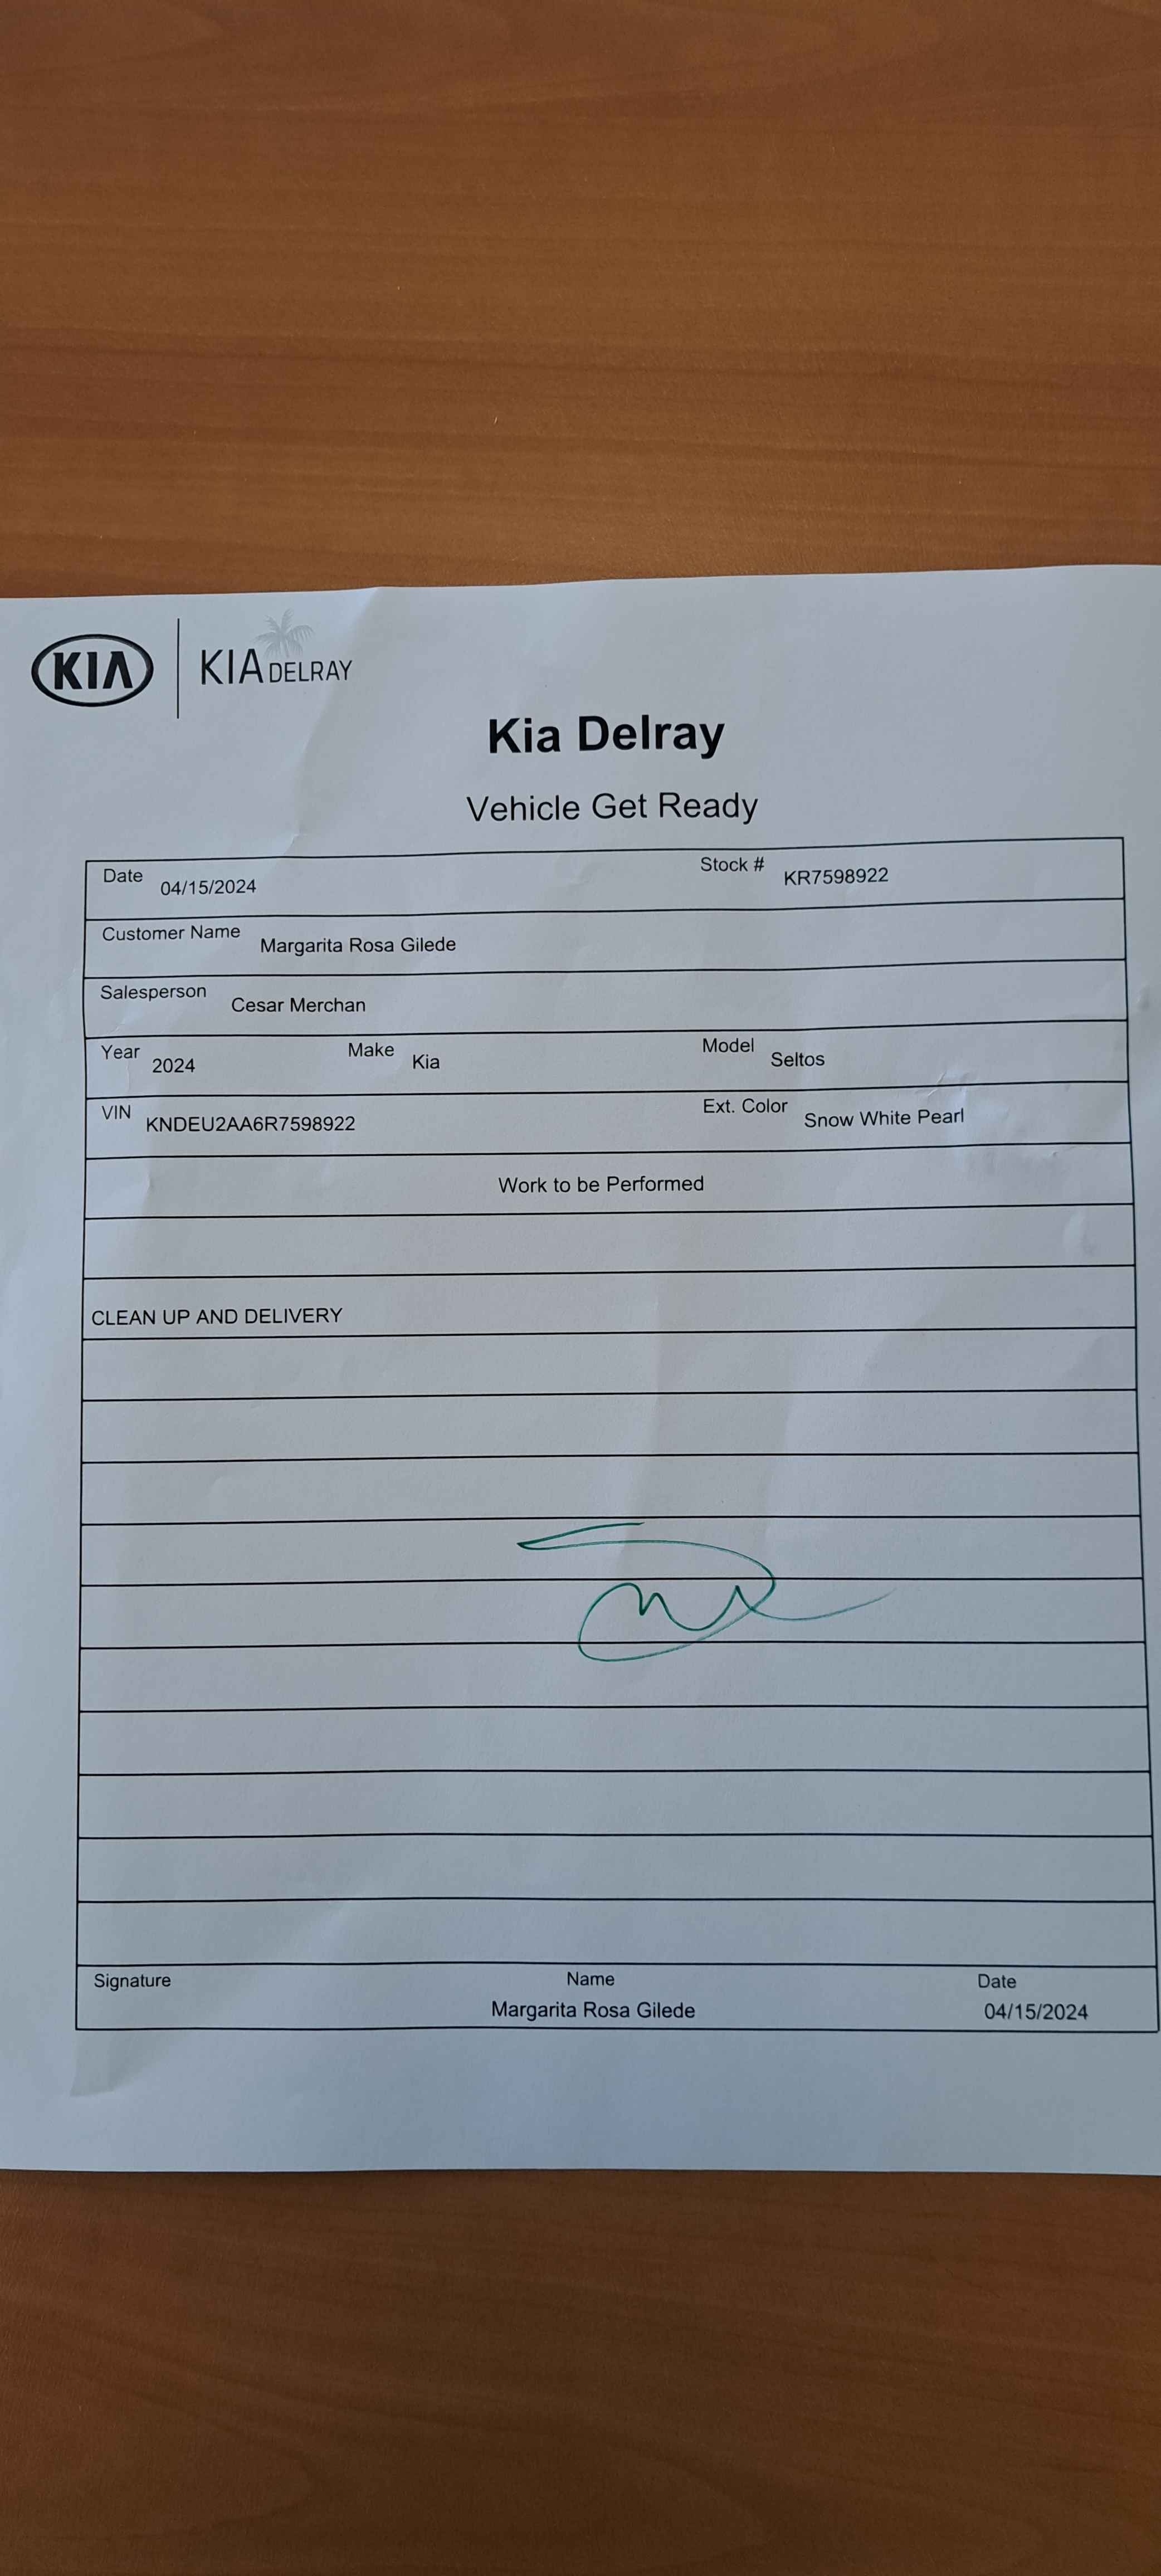 KIA KIA DELRAY
Kia Delray
Vehicle Get Ready
Date 04/15/2024 Stock # KR7598922
Customer Name Margarita Rosa Gilede
Salesperson Cesar Merchan
Year 2024 Make Kia Model Seltos
VIN KNDEU2AA6R7598922 Ext. Color Snow White Pearl
Work to be Performed
CLEAN UP AND DELIVERY
Signature Name Date
Margarita Rosa Gilede 04/15/2024